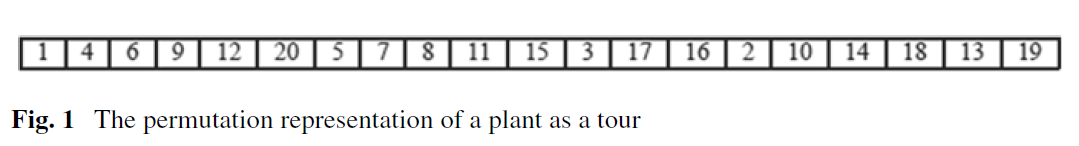 1 4 6 9 12 20 5 7 8 11 15 3 17 16 2 10 14 18 13 19
Fig. 1 The permutation representation of a plant as a tour